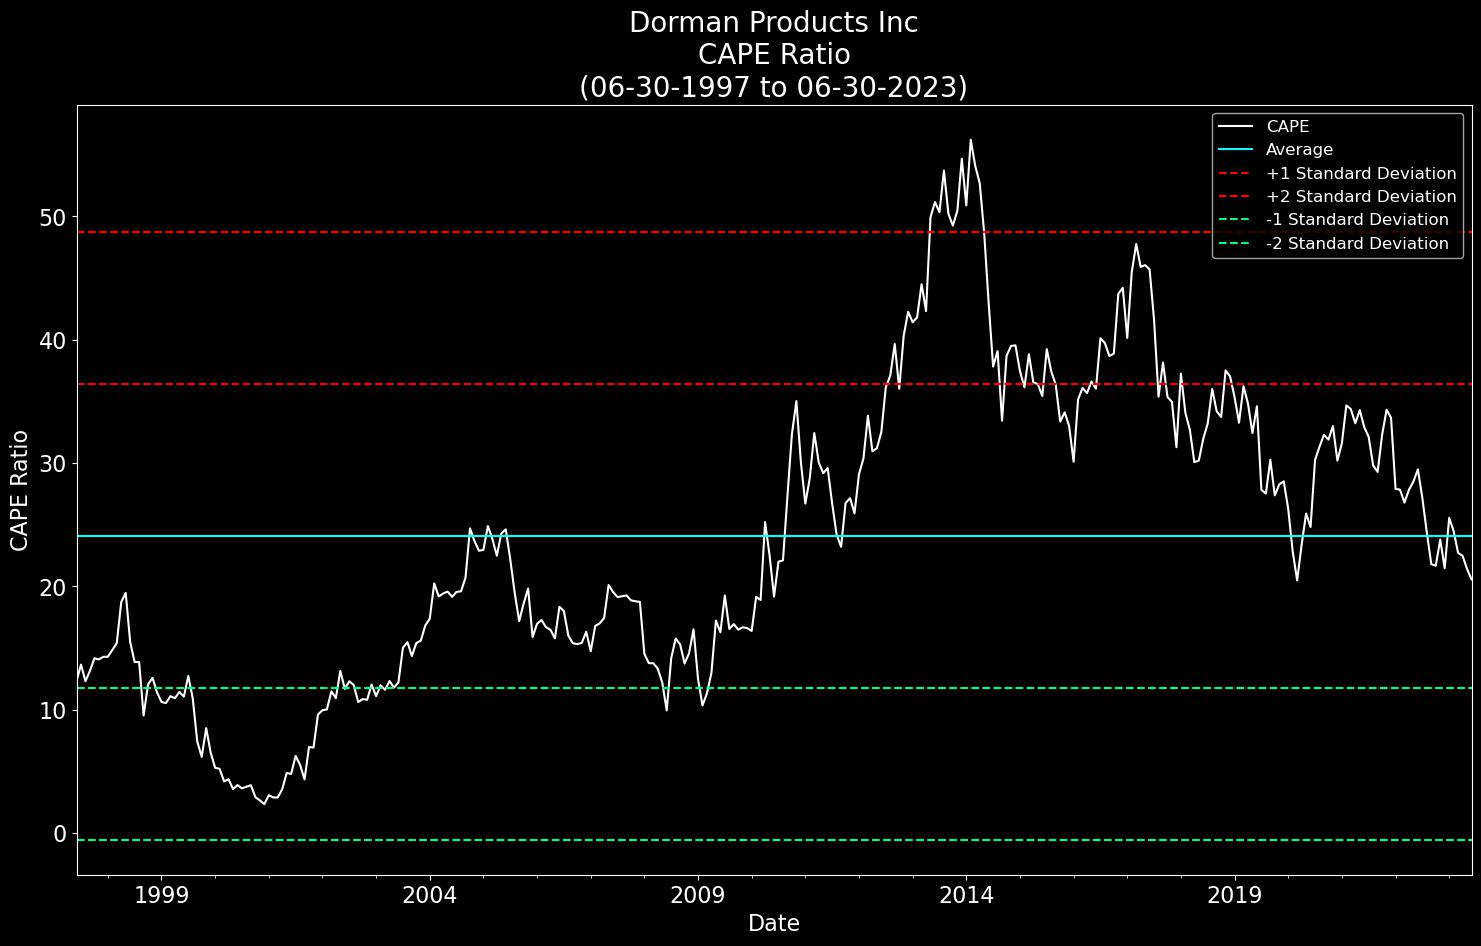 Dorman Products Inc
CAPE Ratio
(06-30-1997 to 06-30-2023)
CAPE
Average
+1 Standard Deviation
+2 Standard Deviation
-1 Standard Deviation
-2 Standard Deviation
50
40
30
20
10
0
CAPE Ratio
1999 2004 2009 2014 2019
Date